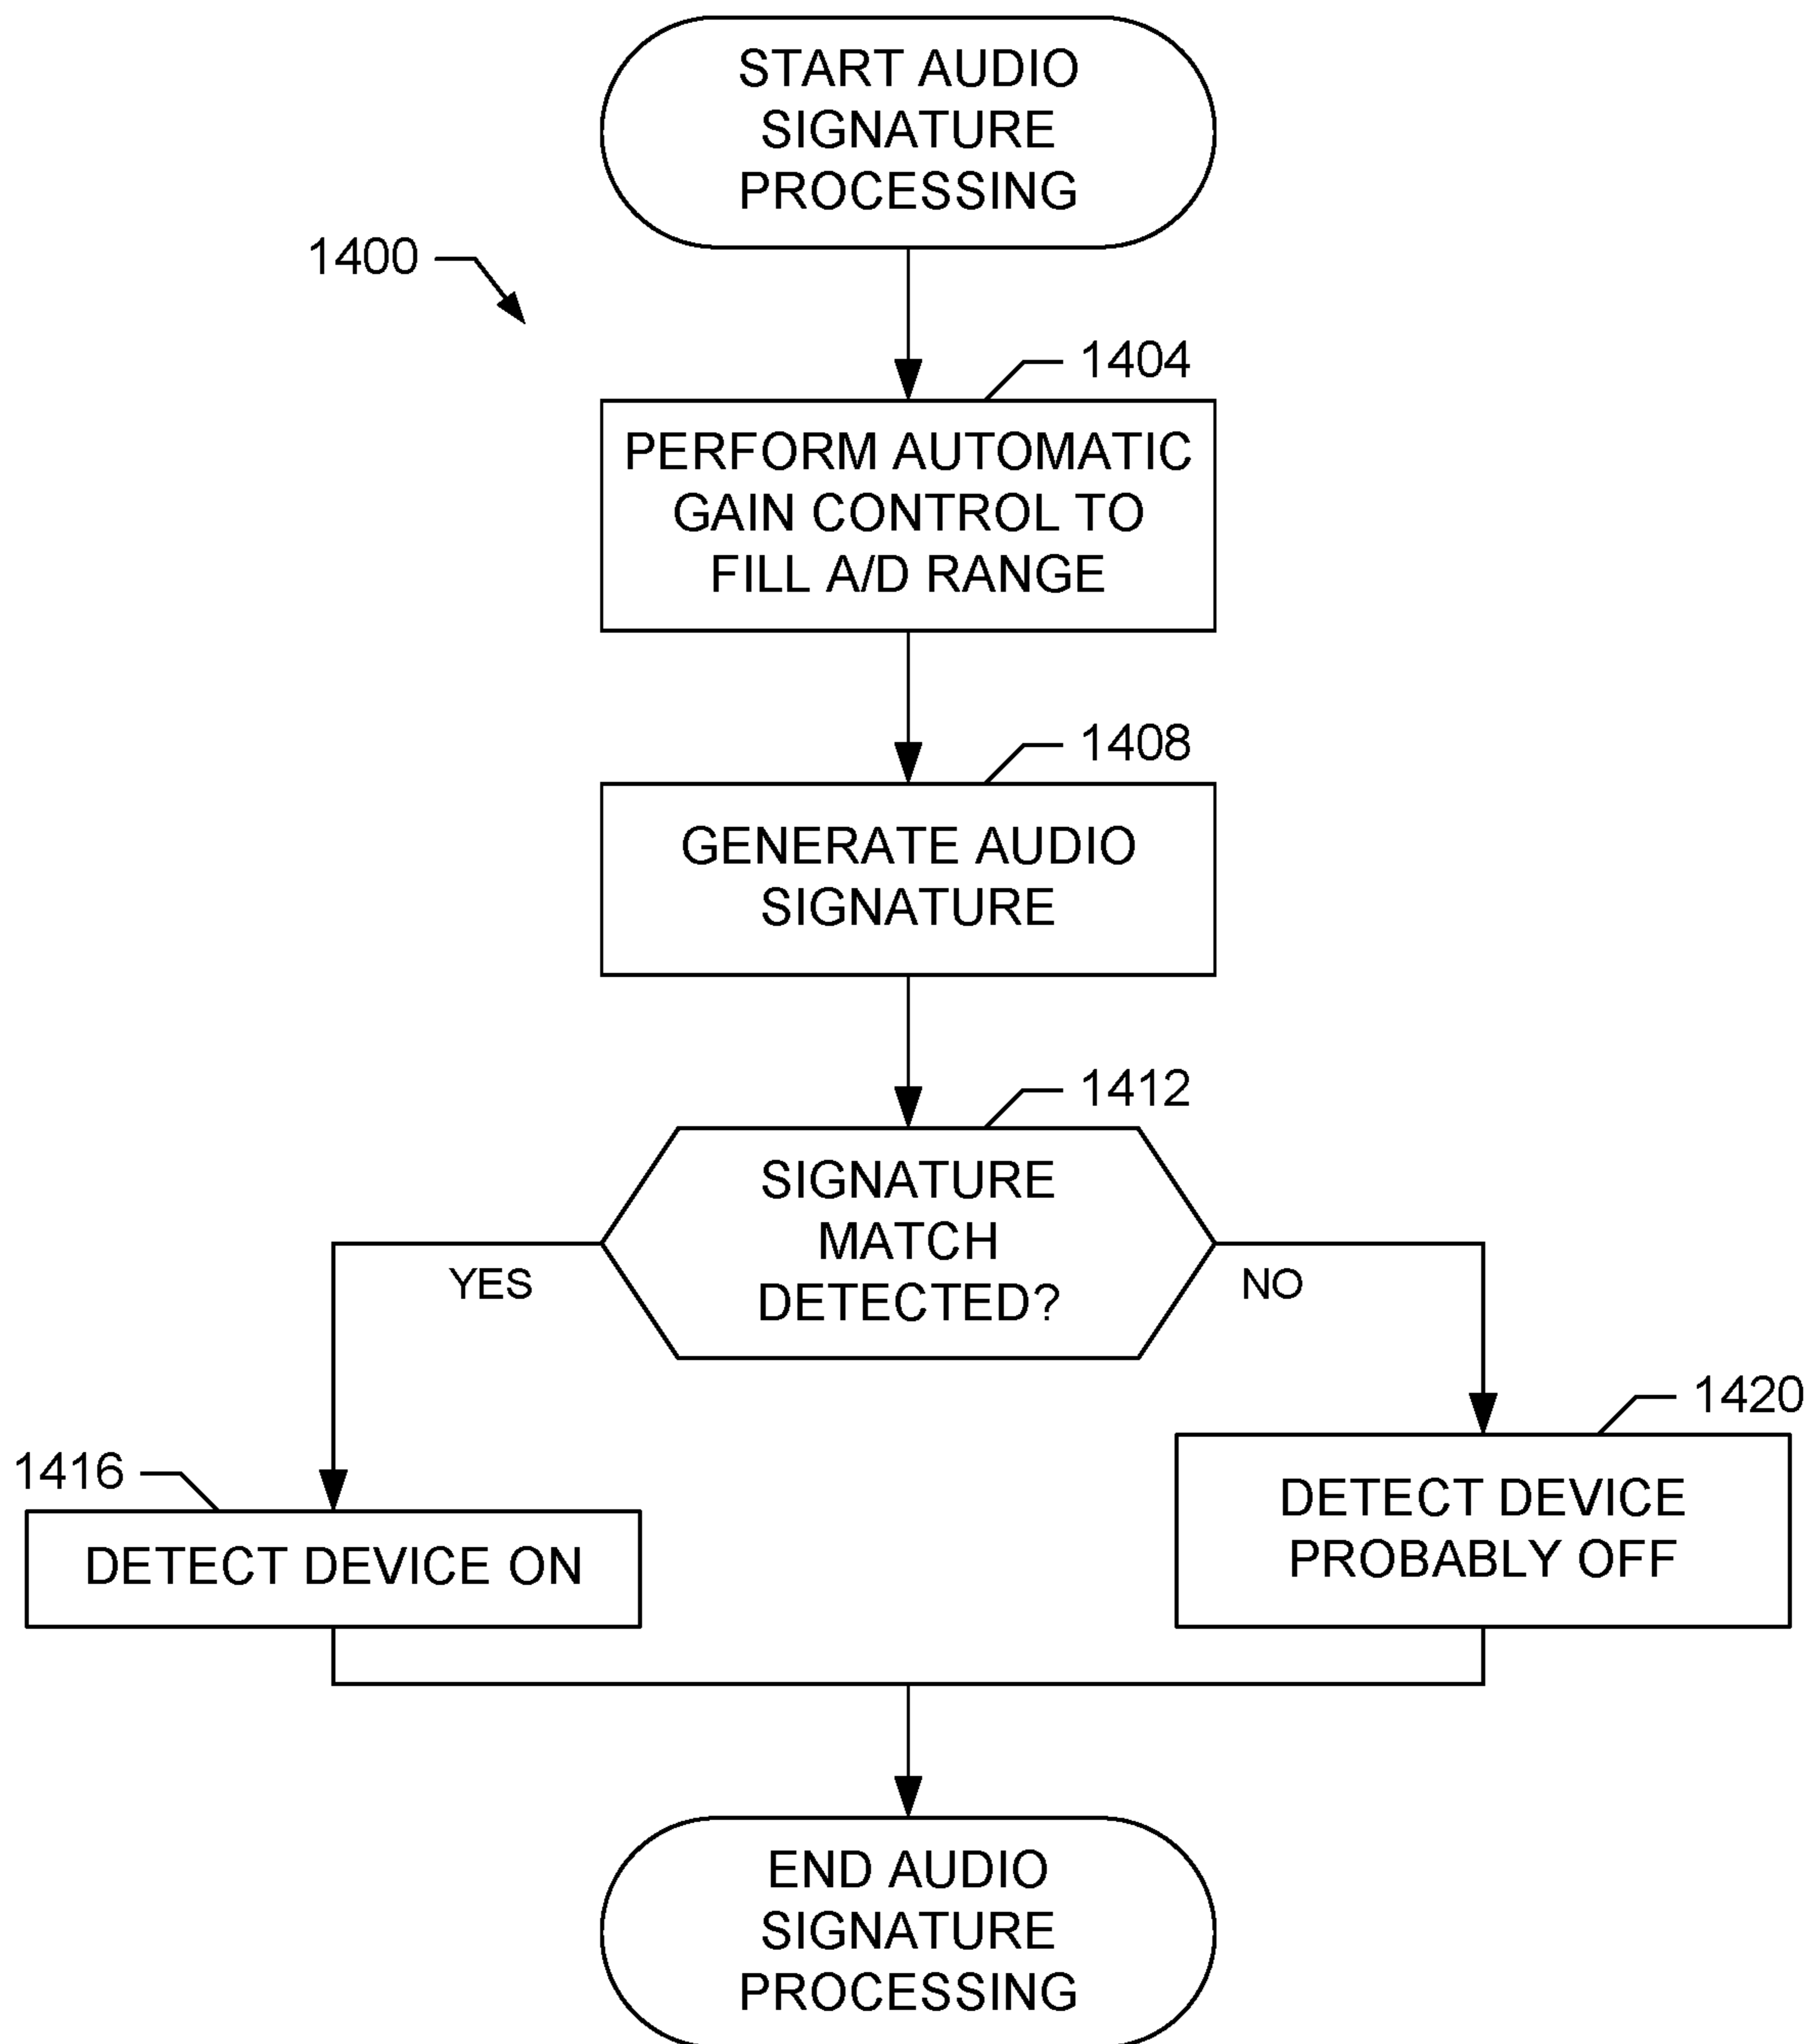 START AUDIO
SIGNATURE
PROCESSING
1400
1404
PERFORM AUTOMATIC
GAIN CONTROL TO
FILL A/D RANGE
1408
GENERATE AUDIO
SIGNATURE
1412
SIGNATURE
MATCH
DETECTED?
YES
NO
1416
DETECT DEVICE ON
1420
DETECT DEVICE
PROBABLY OFF
END AUDIO
SIGNATURE
PROCESSING